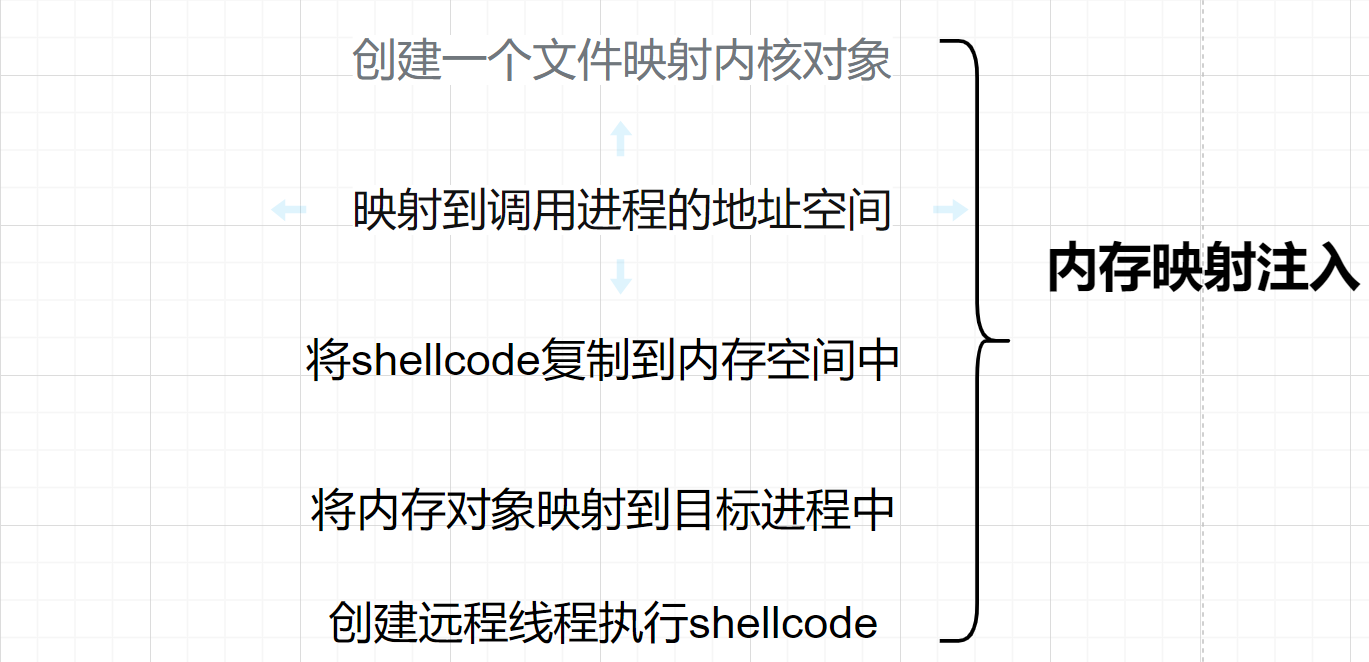 创建一个文件映射内核对象
映射到调用进程的地址空间
内存映射注入
将shellcode复制到内存空间中
将内存对象映射到目标进程中
创建远程线程执行shellcode